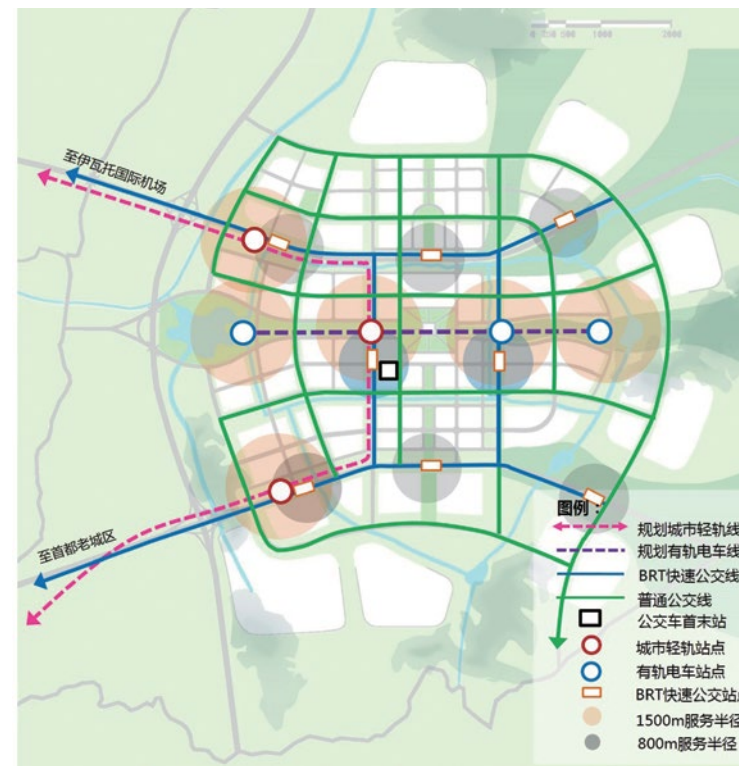 0 250 500 1000 2000
至伊瓦托国际机场
至首都老城区
图例：
规划城市轻轨线
规划有轨电车线
BRT快速公交线
普通公交线
公交车首末站
城市轻轨站点
有轨电车站点
BRT快速公交站点
1500m服务半径
800m服务半径